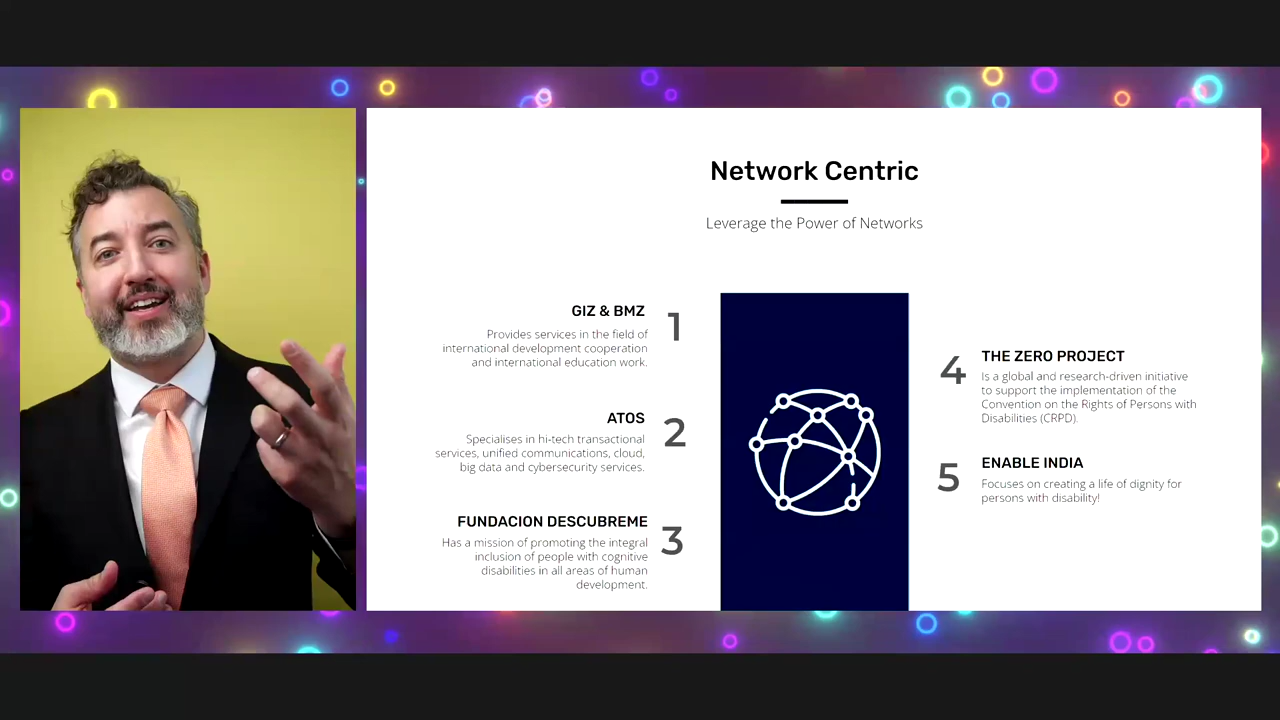 Network Centric
Leverage the Power of Networks
GIZ & BMZ
1
Provides services in the field of
international development cooperation
and international education work.
ATOS
2
Specialises in hi-tech transactional
services, unified communications, cloud,
big data and cybersecurity services.
FUNDACION DESCUBREME
3
Has a mission of promoting the integral
inclusion of people with cognitive
disabilities in all areas of human
development.
4
THE ZERO PROJECT
Is a global and research-driven initiative
to support the implementation of the
Convention on the Rights of Persons with
Disabilities (CRPD).
5
ENABLE INDIA
Focuses on creating a life of dignity for
persons with disability!